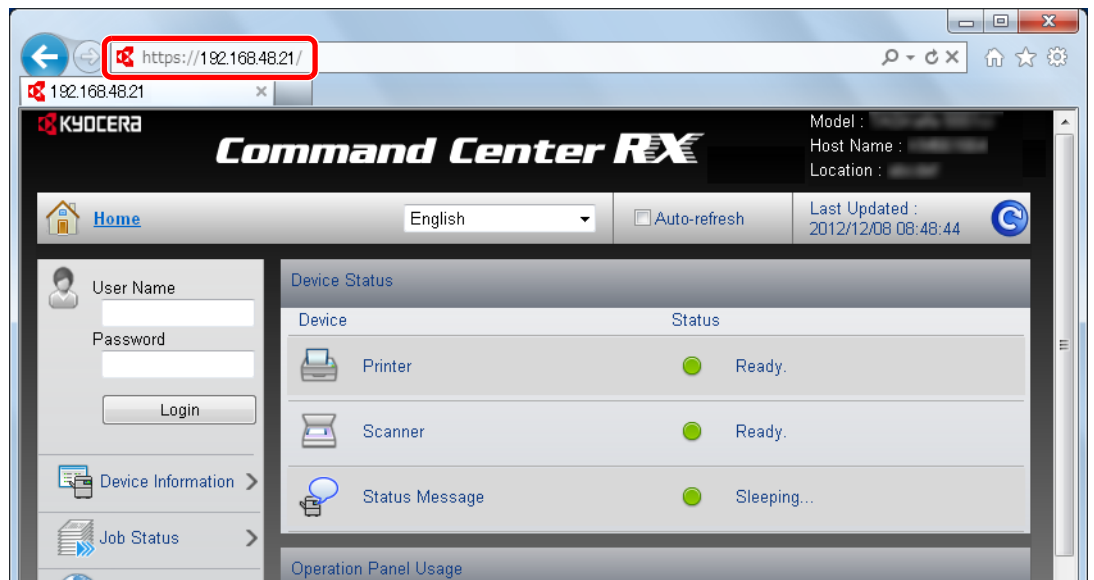 https://192.168.48.21/
192.168.48.21
KYOCERA
Command Center RX
Model :
Host Name :
Location :
Home
English
Auto-refresh
Last Updated :
2012/12/08 08:48:44
User Name
Password
Login
Device Information
Job Status
Device Status
Device Status
Printer Ready.
Scanner Ready.
Status Message Sleeping...
Operation Panel Usage